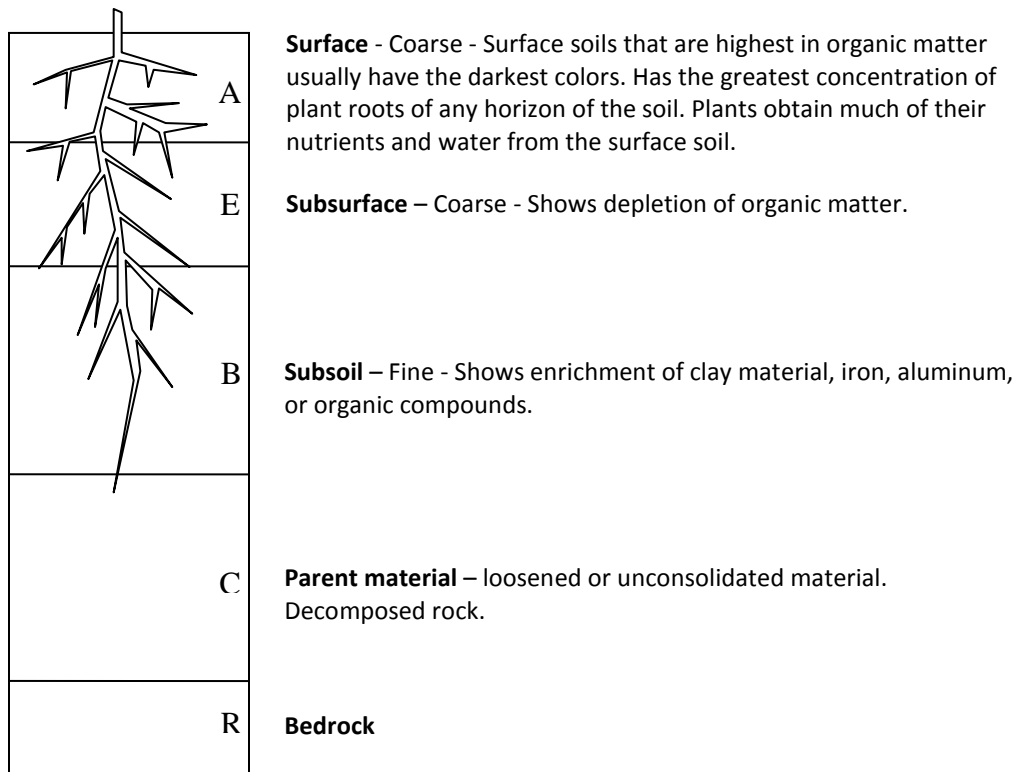 A
Surface - Coarse - Surface soils that are highest in organic matter
usually have the darkest colors. Has the greatest concentration of
plant roots of any horizon of the soil. Plants obtain much of their
nutrients and water from the surface soil.
E
Subsurface – Coarse - Shows depletion of organic matter.
B
Subsoil – Fine - Shows enrichment of clay material, iron, aluminum,
or organic compounds.
C
Parent material – loosened or unconsolidated material.
Decomposed rock.
R
Bedrock